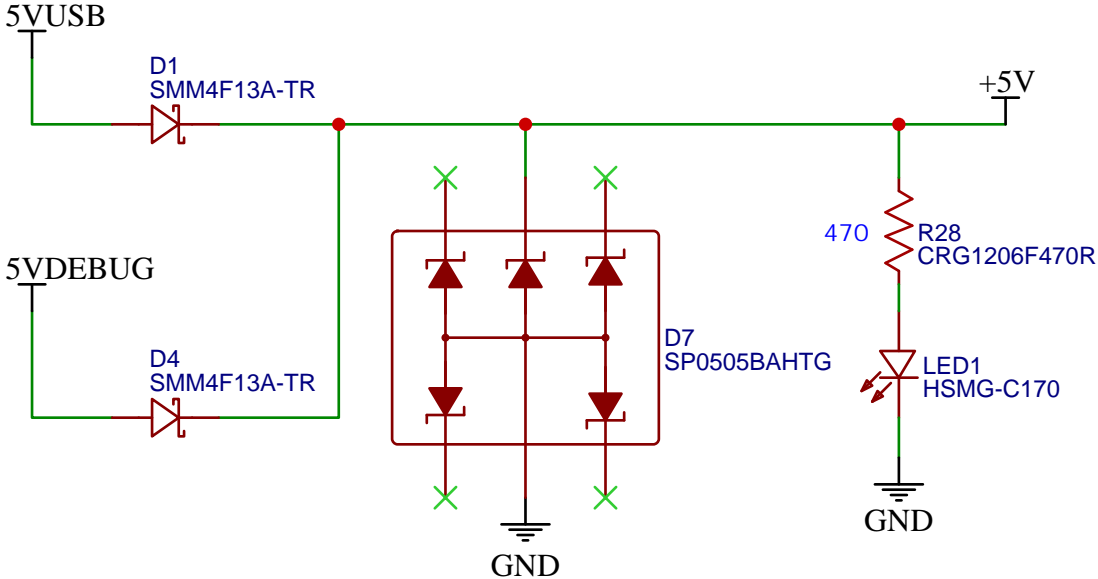 5VUSB
D1
SMM4F13A-TR
+5V
470
R28
CRG1206F470R
5VDEBUG
D4
SMM4F13A-TR
D7
SP0505BAHTG
LED1
HSMG-C170
GND
GND